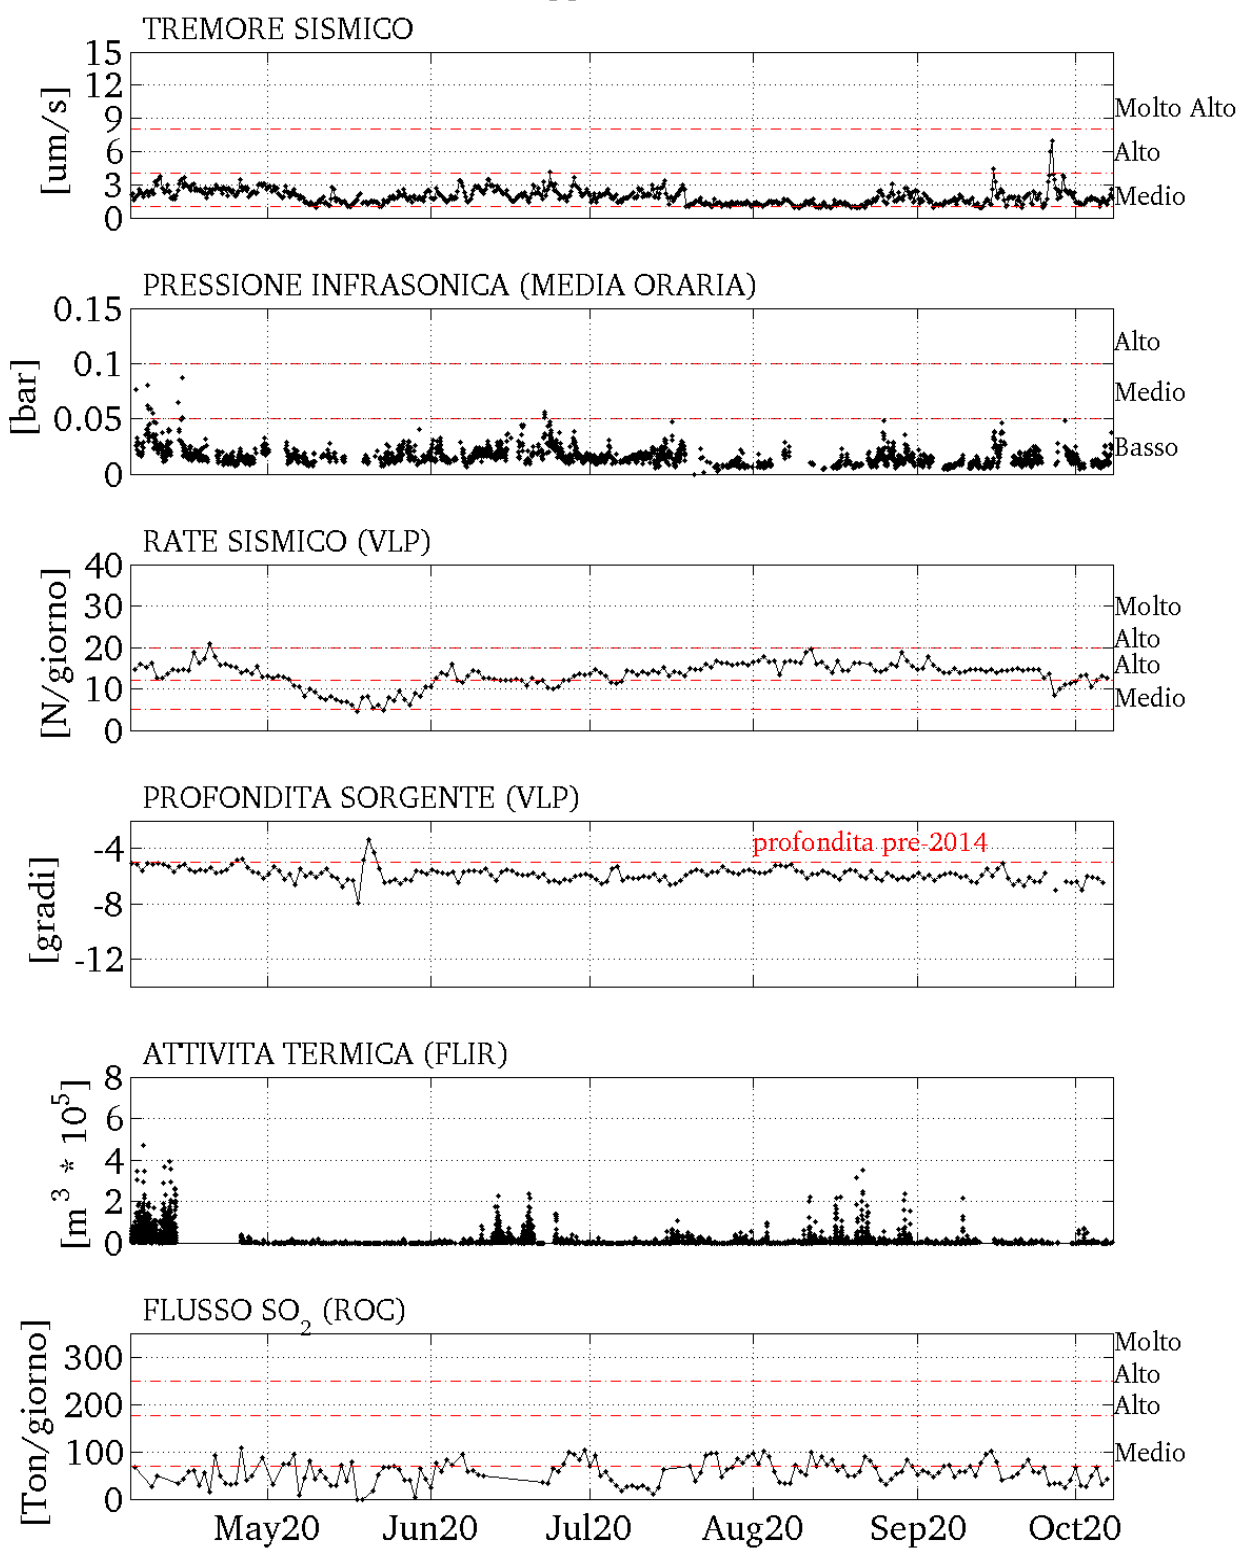 TREMORE SISMICO
15
12
9
6
3
0
[um/s]
Molto Alto
Alto
Medio
PRESSIONE INFRASONICA (MEDIA ORARIA)
0.15
0.1
0.05
0
[bar]
Alto
Medio
Basso
RATE SISMICO (VLP)
40
30
20
10
0
[N/giorno]
Molto
Alto
Alto
Medio
PROFONDITA SORGENTE (VLP)
-4
-8
-12
[gradi]
profondita pre-2014
ATTIVITA TERMICA (FLIR)
8
6
4
2
0
[m³ * 10⁵]
FLUSSO SO₂ (ROC)
300
200
100
0
[Ton/giorno]
Molto
Alto
Alto
Medio
May20 Jun20 Jul20 Aug20 Sep20 Oct20